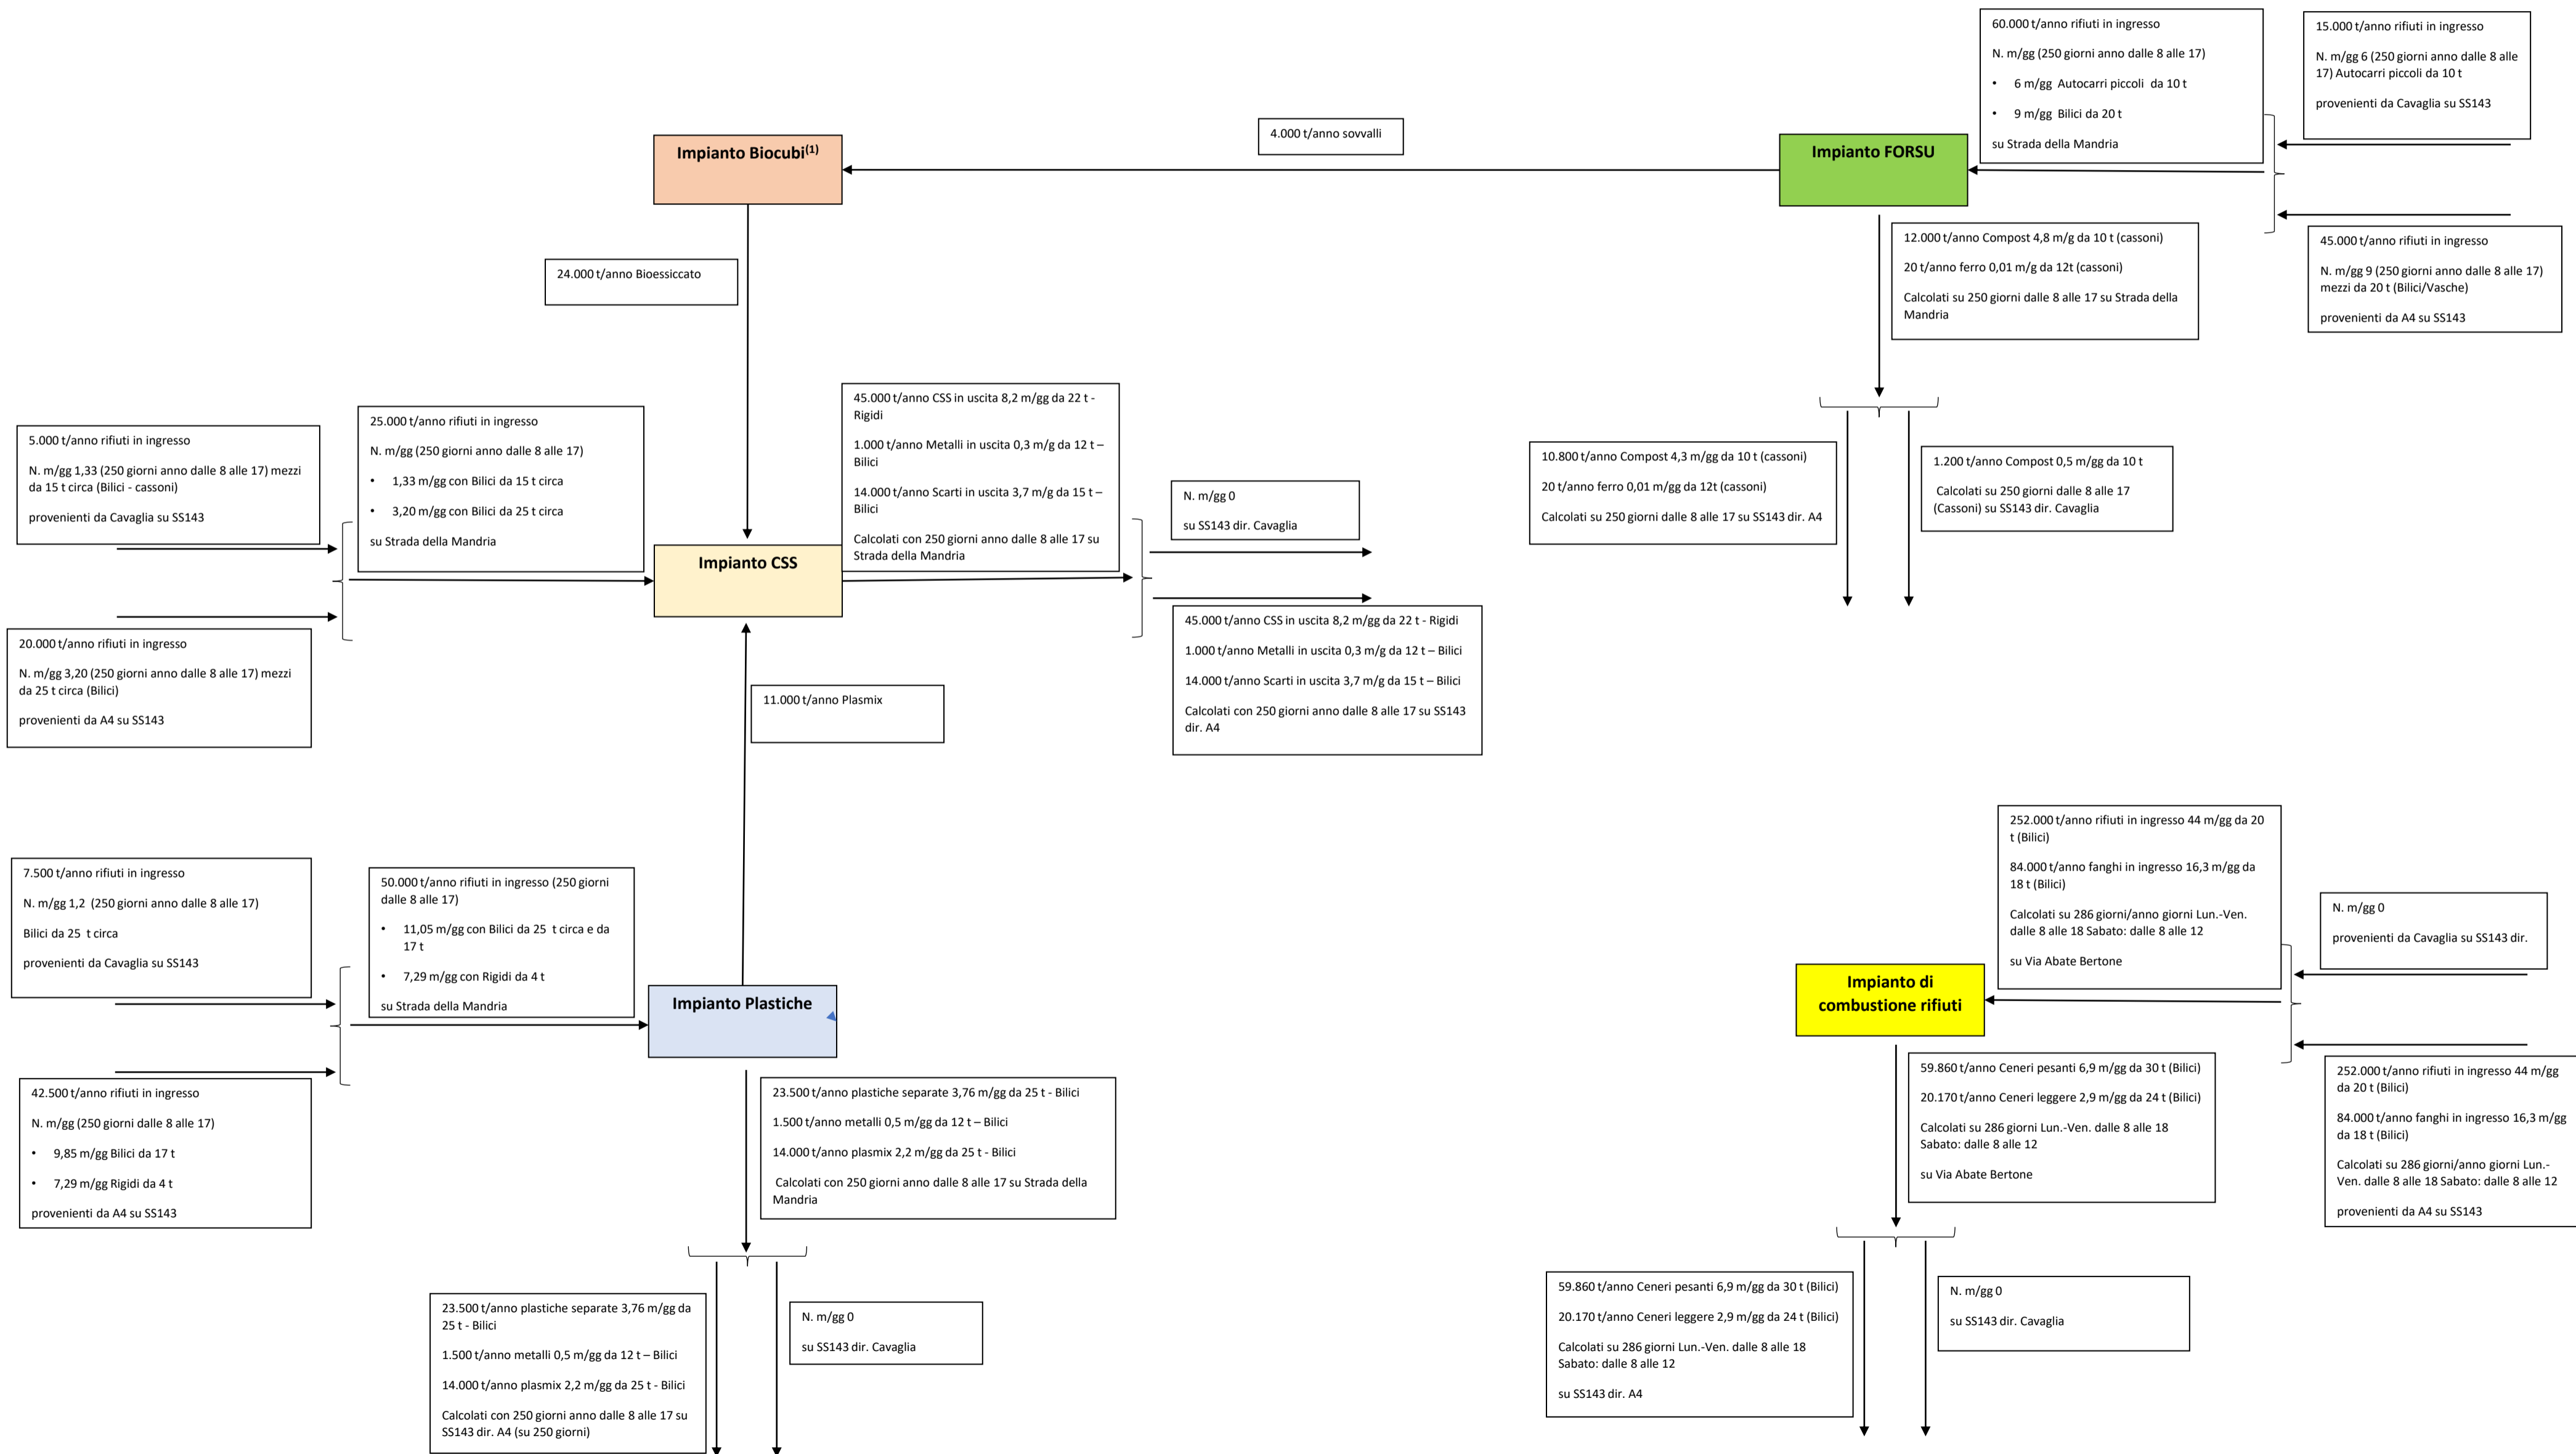 60.000 t/anno rifiuti in ingresso
N. m/gg (250 giorni anno dalle 8 alle 17)
• 6 m/gg Autocarri piccoli da 10 t
• 9 m/gg Bilici da 20 t
su Strada della Mandria
15.000 t/anno rifiuti in ingresso
N. m/gg 6 (250 giorni anno dalle 8 alle
17) Autocarri piccoli da 10 t
provenienti da Cavaglia su SS143
4.000 t/anno sovvalli
Impianto Biocubi(1)
Impianto FORSU
12.000 t/anno Compost 4,8 m/g da 10 t (cassoni)
20 t/anno ferro 0,01 m/g da 12t (cassoni)
Calcolati su 250 giorni dalle 8 alle 17 su Strada della
Mandria
45.000 t/anno rifiuti in ingresso
N. m/gg 9 (250 giorni anno dalle 8 alle 17)
mezzi da 20 t (Bilici/Vasche)
provenienti da A4 su SS143
24.000 t/anno Bioessiccato
5.000 t/anno rifiuti in ingresso
N. m/gg 1,33 (250 giorni anno dalle 8 alle 17) mezzi
da 15 t circa (Bilici - cassoni)
provenienti da Cavaglia su SS143
25.000 t/anno rifiuti in ingresso
N. m/gg (250 giorni anno dalle 8 alle 17)
• 1,33 m/gg con Bilici da 15 t circa
• 3,20 m/gg con Bilici da 25 t circa
su Strada della Mandria
45.000 t/anno CSS in uscita 8,2 m/gg da 22 t -
Rigidi
1.000 t/anno Metalli in uscita 0,3 m/g da 12 t –
Bilici
14.000 t/anno Scarti in uscita 3,7 m/g da 15 t –
Bilici
Calcolati con 250 giorni anno dalle 8 alle 17 su
Strada della Mandria
N. m/gg 0
su SS143 dir. Cavaglia
10.800 t/anno Compost 4,3 m/gg da 10 t (cassoni)
20 t/anno ferro 0,01 m/gg da 12t (cassoni)
Calcolati su 250 giorni dalle 8 alle 17 su SS143 dir. A4
1.200 t/anno Compost 0,5 m/gg da 10 t
Calcolati su 250 giorni dalle 8 alle 17
(Cassoni) su SS143 dir. Cavaglia
Impianto CSS
20.000 t/anno rifiuti in ingresso
N. m/gg 3,20 (250 giorni anno dalle 8 alle 17) mezzi
da 25 t circa (Bilici)
provenienti da A4 su SS143
45.000 t/anno CSS in uscita 8,2 m/gg da 22 t - Rigidi
1.000 t/anno Metalli in uscita 0,3 m/g da 12 t – Bilici
14.000 t/anno Scarti in uscita 3,7 m/g da 15 t – Bilici
Calcolati con 250 giorni anno dalle 8 alle 17 su SS143
dir. A4
11.000 t/anno Plasmix
7.500 t/anno rifiuti in ingresso
N. m/gg 1,2 (250 giorni anno dalle 8 alle 17)
Bilici da 25 t circa
provenienti da Cavaglia su SS143
50.000 t/anno rifiuti in ingresso (250 giorni
dalle 8 alle 17)
• 11,05 m/gg con Bilici da 25 t circa e da
17 t
• 7,29 m/gg con Rigidi da 4 t
su Strada della Mandria
Impianto Plastiche
252.000 t/anno rifiuti in ingresso 44 m/gg da 20
t (Bilici)
84.000 t/anno fanghi in ingresso 16,3 m/gg da
18 t (Bilici)
Calcolati su 286 giorni/anno giorni Lun.-Ven.
dalle 8 alle 18 Sabato: dalle 8 alle 12
su Via Abate Bertone
N. m/gg 0
provenienti da Cavaglia su SS143 dir.
Impianto di
combustione rifiuti
42.500 t/anno rifiuti in ingresso
N. m/gg (250 giorni dalle 8 alle 17)
• 9,85 m/gg Bilici da 17 t
• 7,29 m/gg Rigidi da 4 t
provenienti da A4 su SS143
23.500 t/anno plastiche separate 3,76 m/gg da 25 t - Bilici
1.500 t/anno metalli 0,5 m/gg da 12 t – Bilici
14.000 t/anno plasmix 2,2 m/gg da 25 t - Bilici
Calcolati con 250 giorni anno dalle 8 alle 17 su Strada della
Mandria
59.860 t/anno Ceneri pesanti 6,9 m/gg da 30 t (Bilici)
20.170 t/anno Ceneri leggere 2,9 m/gg da 24 t (Bilici)
Calcolati su 286 giorni Lun.-Ven. dalle 8 alle 18
Sabato: dalle 8 alle 12
su Via Abate Bertone
252.000 t/anno rifiuti in ingresso 44 m/gg
da 20 t (Bilici)
84.000 t/anno fanghi in ingresso 16,3 m/gg
da 18 t (Bilici)
Calcolati su 286 giorni/anno giorni Lun.-
Ven. dalle 8 alle 18 Sabato: dalle 8 alle 12
provenienti da A4 su SS143
23.500 t/anno plastiche separate 3,76 m/gg da
25 t - Bilici
1.500 t/anno metalli 0,5 m/gg da 12 t – Bilici
14.000 t/anno plasmix 2,2 m/gg da 25 t - Bilici
Calcolati con 250 giorni anno dalle 8 alle 17 su
SS143 dir. A4 (su 250 giorni)
N. m/gg 0
su SS143 dir. Cavaglia
59.860 t/anno Ceneri pesanti 6,9 m/gg da 30 t (Bilici)
20.170 t/anno Ceneri leggere 2,9 m/gg da 24 t (Bilici)
Calcolati su 286 giorni Lun.-Ven. dalle 8 alle 18
Sabato: dalle 8 alle 12
su SS143 dir. A4
N. m/gg 0
su SS143 dir. Cavaglia